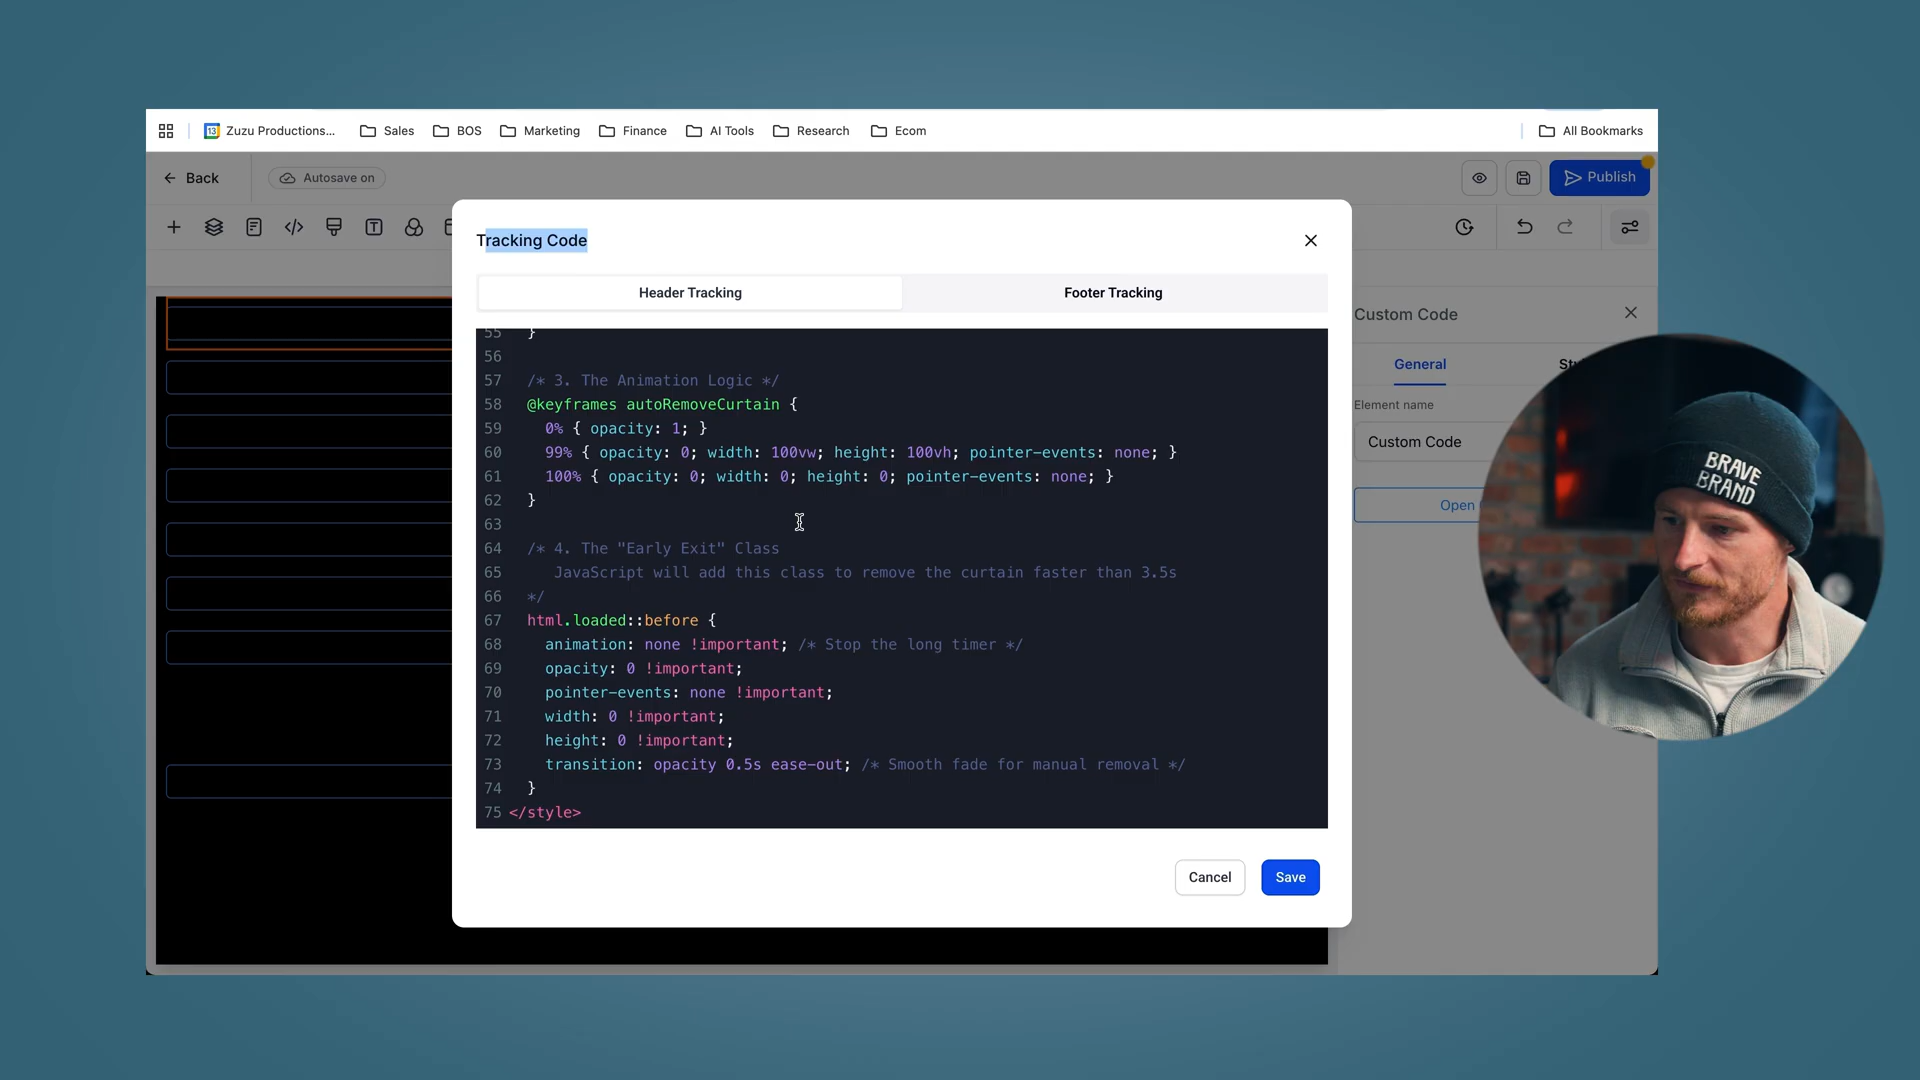 Zuzu Productions...
Sales
BOS
Marketing
Finance
AI Tools
Research
Ecom
All Bookmarks
Back
Autosave on
Publish
Tracking Code
Header Tracking
Footer Tracking
55 }
56
57 /* 3. The Animation Logic */
58 @keyframes autoRemoveCurtain {
59 0% { opacity: 1; }
60 99% { opacity: 0; width: 100vw; height: 100vh; pointer-events: none; }
61 100% { opacity: 0; width: 0; height: 0; pointer-events: none; }
62 }
63
64 /* 4. The "Early Exit" Class
65 JavaScript will add this class to remove the curtain faster than 3.5s
66 */
67 html.loaded::before {
68 animation: none !important; /* Stop the long timer */
69 opacity: 0 !important;
70 pointer-events: none !important;
71 width: 0 !important;
72 height: 0 !important;
73 transition: opacity 0.5s ease-out; /* Smooth fade for manual removal */
74 }
75 </style>
Cancel
Save
Custom Code
General
Element name
Custom Code
Open
BRAVE
BRAND